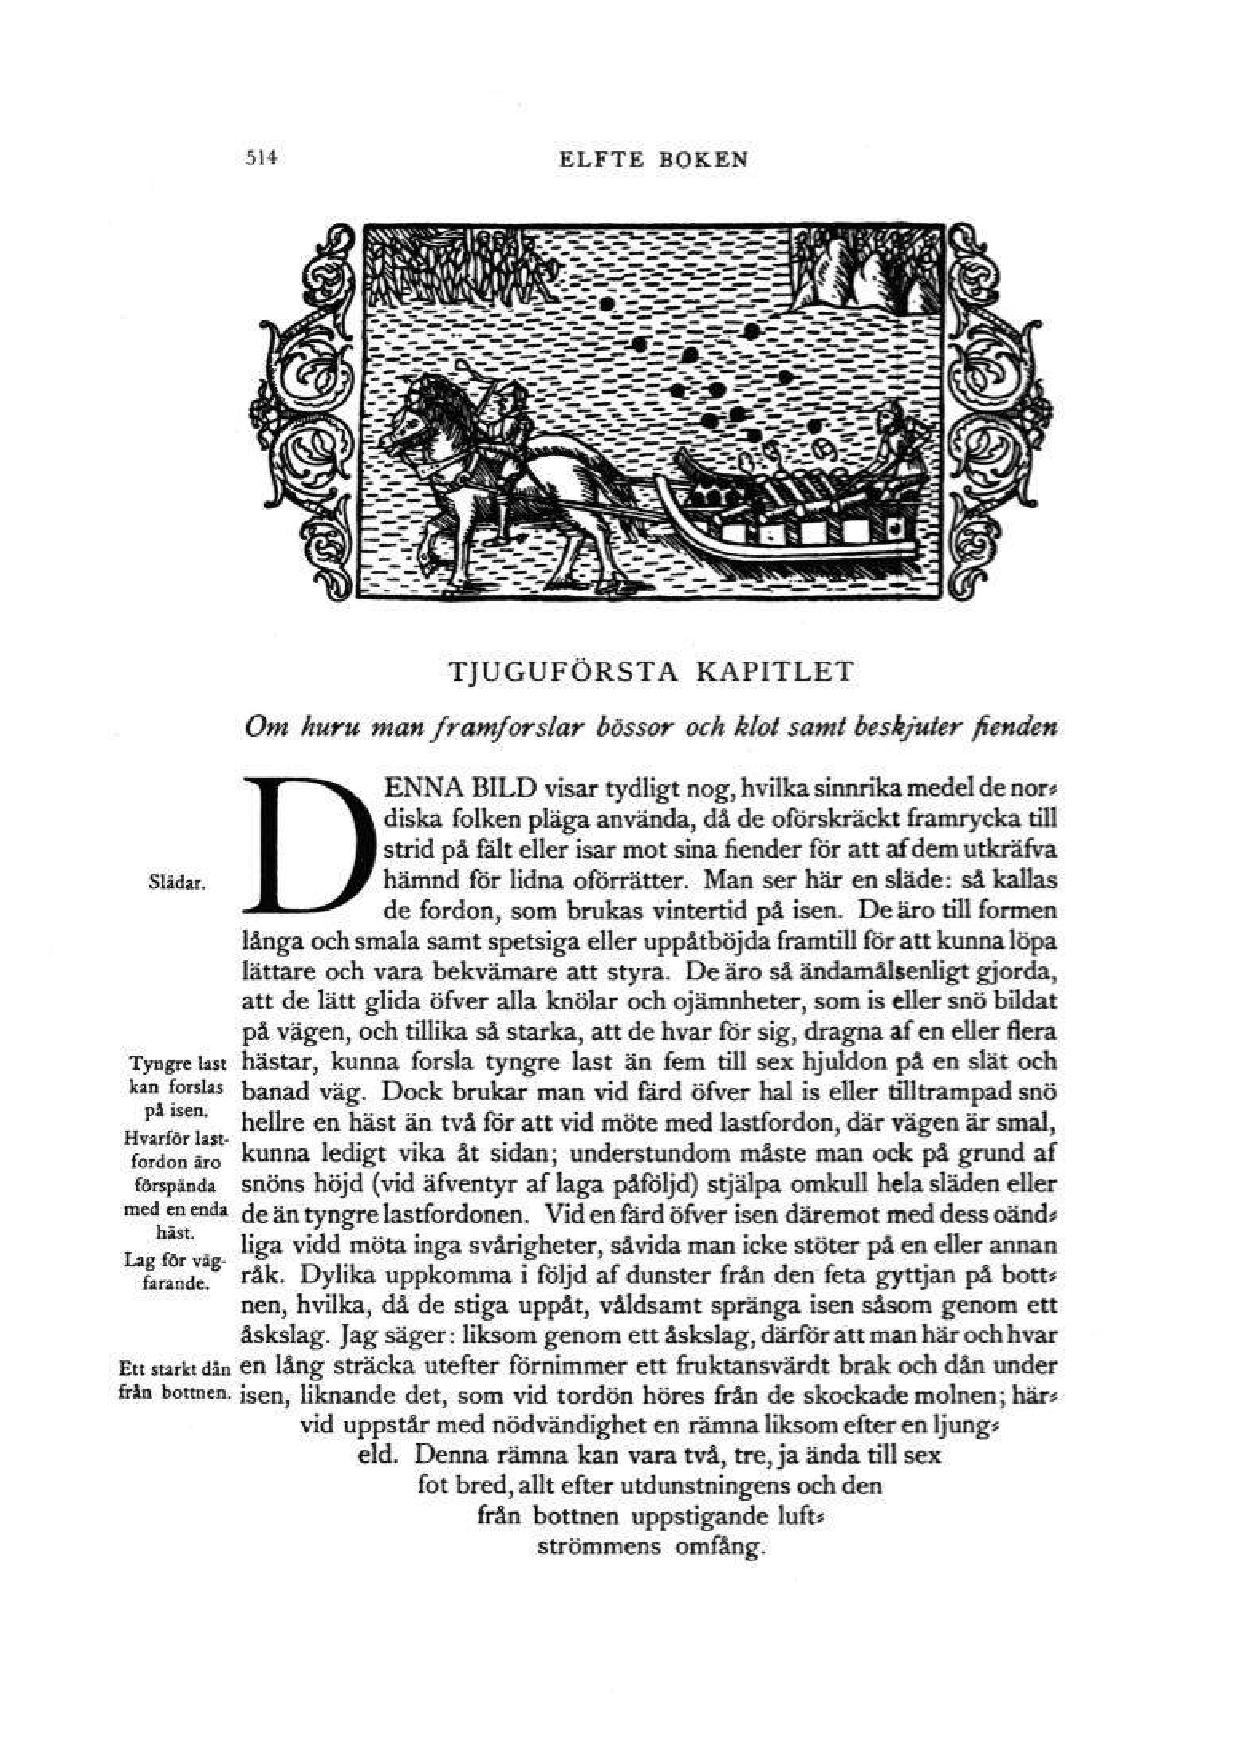 514
ELFTE BOKEN
TJUGUFÖRSTA KAPITLET
Om huru man framforslar bössor och klot samt beskjuter fienden
DENNA BILD visar tydligt nog, hvilka sinnrika medel de nor-
diska folken pläga använda, då de oförskräckt framrycka till
strid på fält eller isar mot sina fiender för att af dem utkräfva
Slädar.
hämnd för lidna oförrätter. Man ser här en släde: så kallas
de fordon, som brukas vintertid på isen. De äro till formen
långa och smala samt spetsiga eller uppåtböjda framtill för att kunna löpa
lättare och vara bekvämare att styra. De äro så ändamålsenligt gjorda,
att de lätt glida öfver alla knölar och ojämnheter, som is eller snö bildat
på vägen, och tillika så starka, att de hvar för sig, dragna af en eller flera
Tyngre last
kan forslas
på isen.
hästar, kunna forsla tyngre last än fem till sex hjuldon på en slät och
banad väg. Dock brukar man vid färd öfver hal is eller tilltrampad snö
hellre en häst än två för att vid möte med lastfordon, där vägen är smal,
Hvarför last-
fordon äro
förspända
med en enda
häst.
kunna ledigt vika åt sidan; understundom måste man ock på grund af
snöns höjd (vid äfventyr af laga påföljd) stjälpa omkull hela släden eller
de än tyngre lastfordonen. Vid en färd öfver isen däremot med dess oänd-
liga vidd möta inga svårigheter, såvida man icke stöter på en eller annan
Lag för väg-
farande.
råk. Dylika uppkomma i följd af dunster från den feta gyttjan på bott-
nen, hvilka, då de stiga uppåt, våldsamt spränga isen såsom genom ett
åskslag. Jag säger: liksom genom ett åskslag, därför att man här och hvar
Ett starkt dån
från bottnen.
en lång sträcka utefter förnimmer ett fruktansvärdt brak och dån under
isen, liknande det, som vid tordön höres från de skockade molnen; här-
vid uppstår med nödvändighet en rämna liksom efter en ljung-
eld. Denna rämna kan vara två, tre, ja ända till sex
fot bred, allt efter utdunstningens och den
från bottnen uppstigande luft-
strömmens omfång.